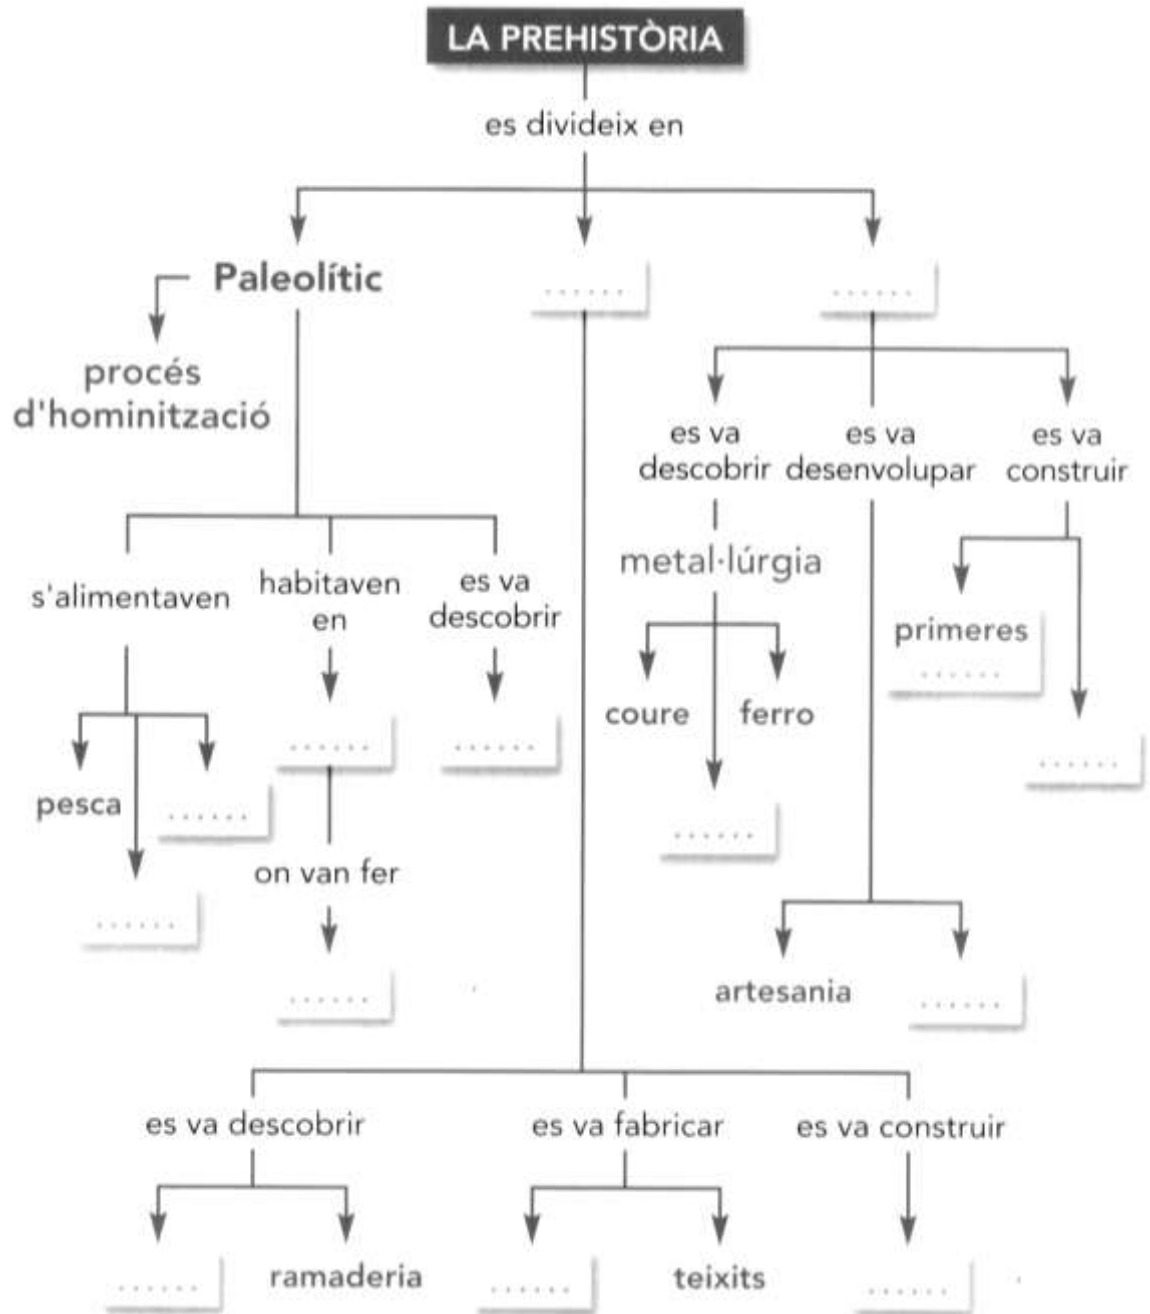 LA PREHISTÒRIA
es divideix en
Paleolític
......
......
procés
d'hominització
es va
descobrir
es va
desenvolupar
es va
construir
metal·lúrgia
s'alimentaven
habitaven
en
es va
descobrir
primeres
......
coure
ferro
......
......
......
pesca
......
......
on van fer
......
......
artesania
......
es va descobrir
es va fabricar
es va construir
......
ramaderia
......
teixits
......